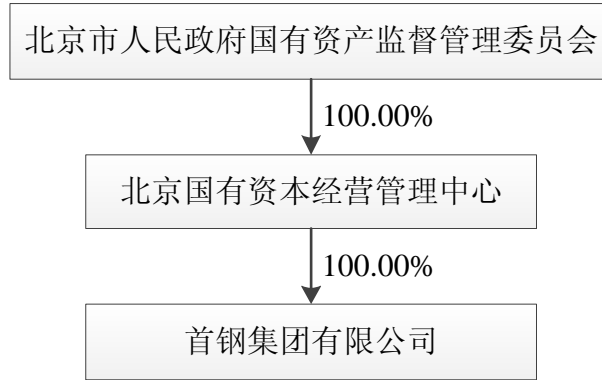 北京市人民政府国有资产监督管理委员会
100.00%
北京国有资本经营管理中心
100.00%
首钢集团有限公司